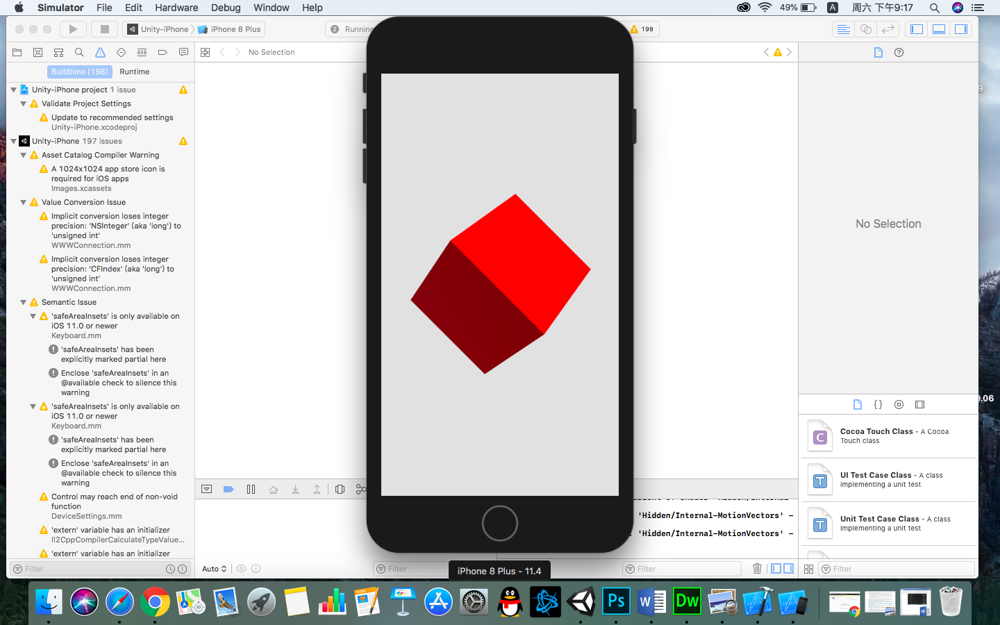 Simulator File Edit Hardware Debug Window Help 49% A 周六 下午9:17
Unity-iPhone iPhone 8 Plus 2 Running 198
No Selection
Buildtime (198) Runtime
Unity-iPhone project 1 issue
Validate Project Settings
Update to recommended settings
Unity-iPhone.xcodeproj
Unity-iPhone 197 issues
Asset Catalog Compiler Warning
A 1024x1024 app store icon is
required for iOS apps
Images.xcassets
Value Conversion Issue
Implicit conversion loses integer
precision: 'NSInteger' (aka 'long') to
'unsigned int'
WWWConnection.mm
Implicit conversion loses integer
precision: 'CFIndex' (aka 'long') to
'unsigned int'
WWWConnection.mm
Semantic Issue
'safeAreaInsets' is only available on
iOS 11.0 or newer
Keyboard.mm
'safeAreaInsets' has been
explicitly marked partial here
Enclose 'safeAreaInsets' in an
@available check to silence this
warning
'safeAreaInsets' is only available on
iOS 11.0 or newer
Keyboard.mm
'safeAreaInsets' has been
explicitly marked partial here
Enclose 'safeAreaInsets' in an
@available check to silence this
warning
Control may reach end of non-void
function
DeviceSettings.mm
'extern' variable has an initializer
Il2CppCompilerCalculateTypeValue...
'extern' variable has an initializer
Filter
'Hidden/Internal-MotionVectors' -
'Hidden/Internal-MotionVectors' -
Auto
Filter
Filter
iPhone 8 Plus - 11.4
No Selection
9.06
{}
C
Cocoa Touch Class - A Cocoa
Touch class
T
UI Test Case Class - A class
implementing a unit test
T
Unit Test Case Class - A class
implementing a unit test
Filter
3D
Ps
W
Dw